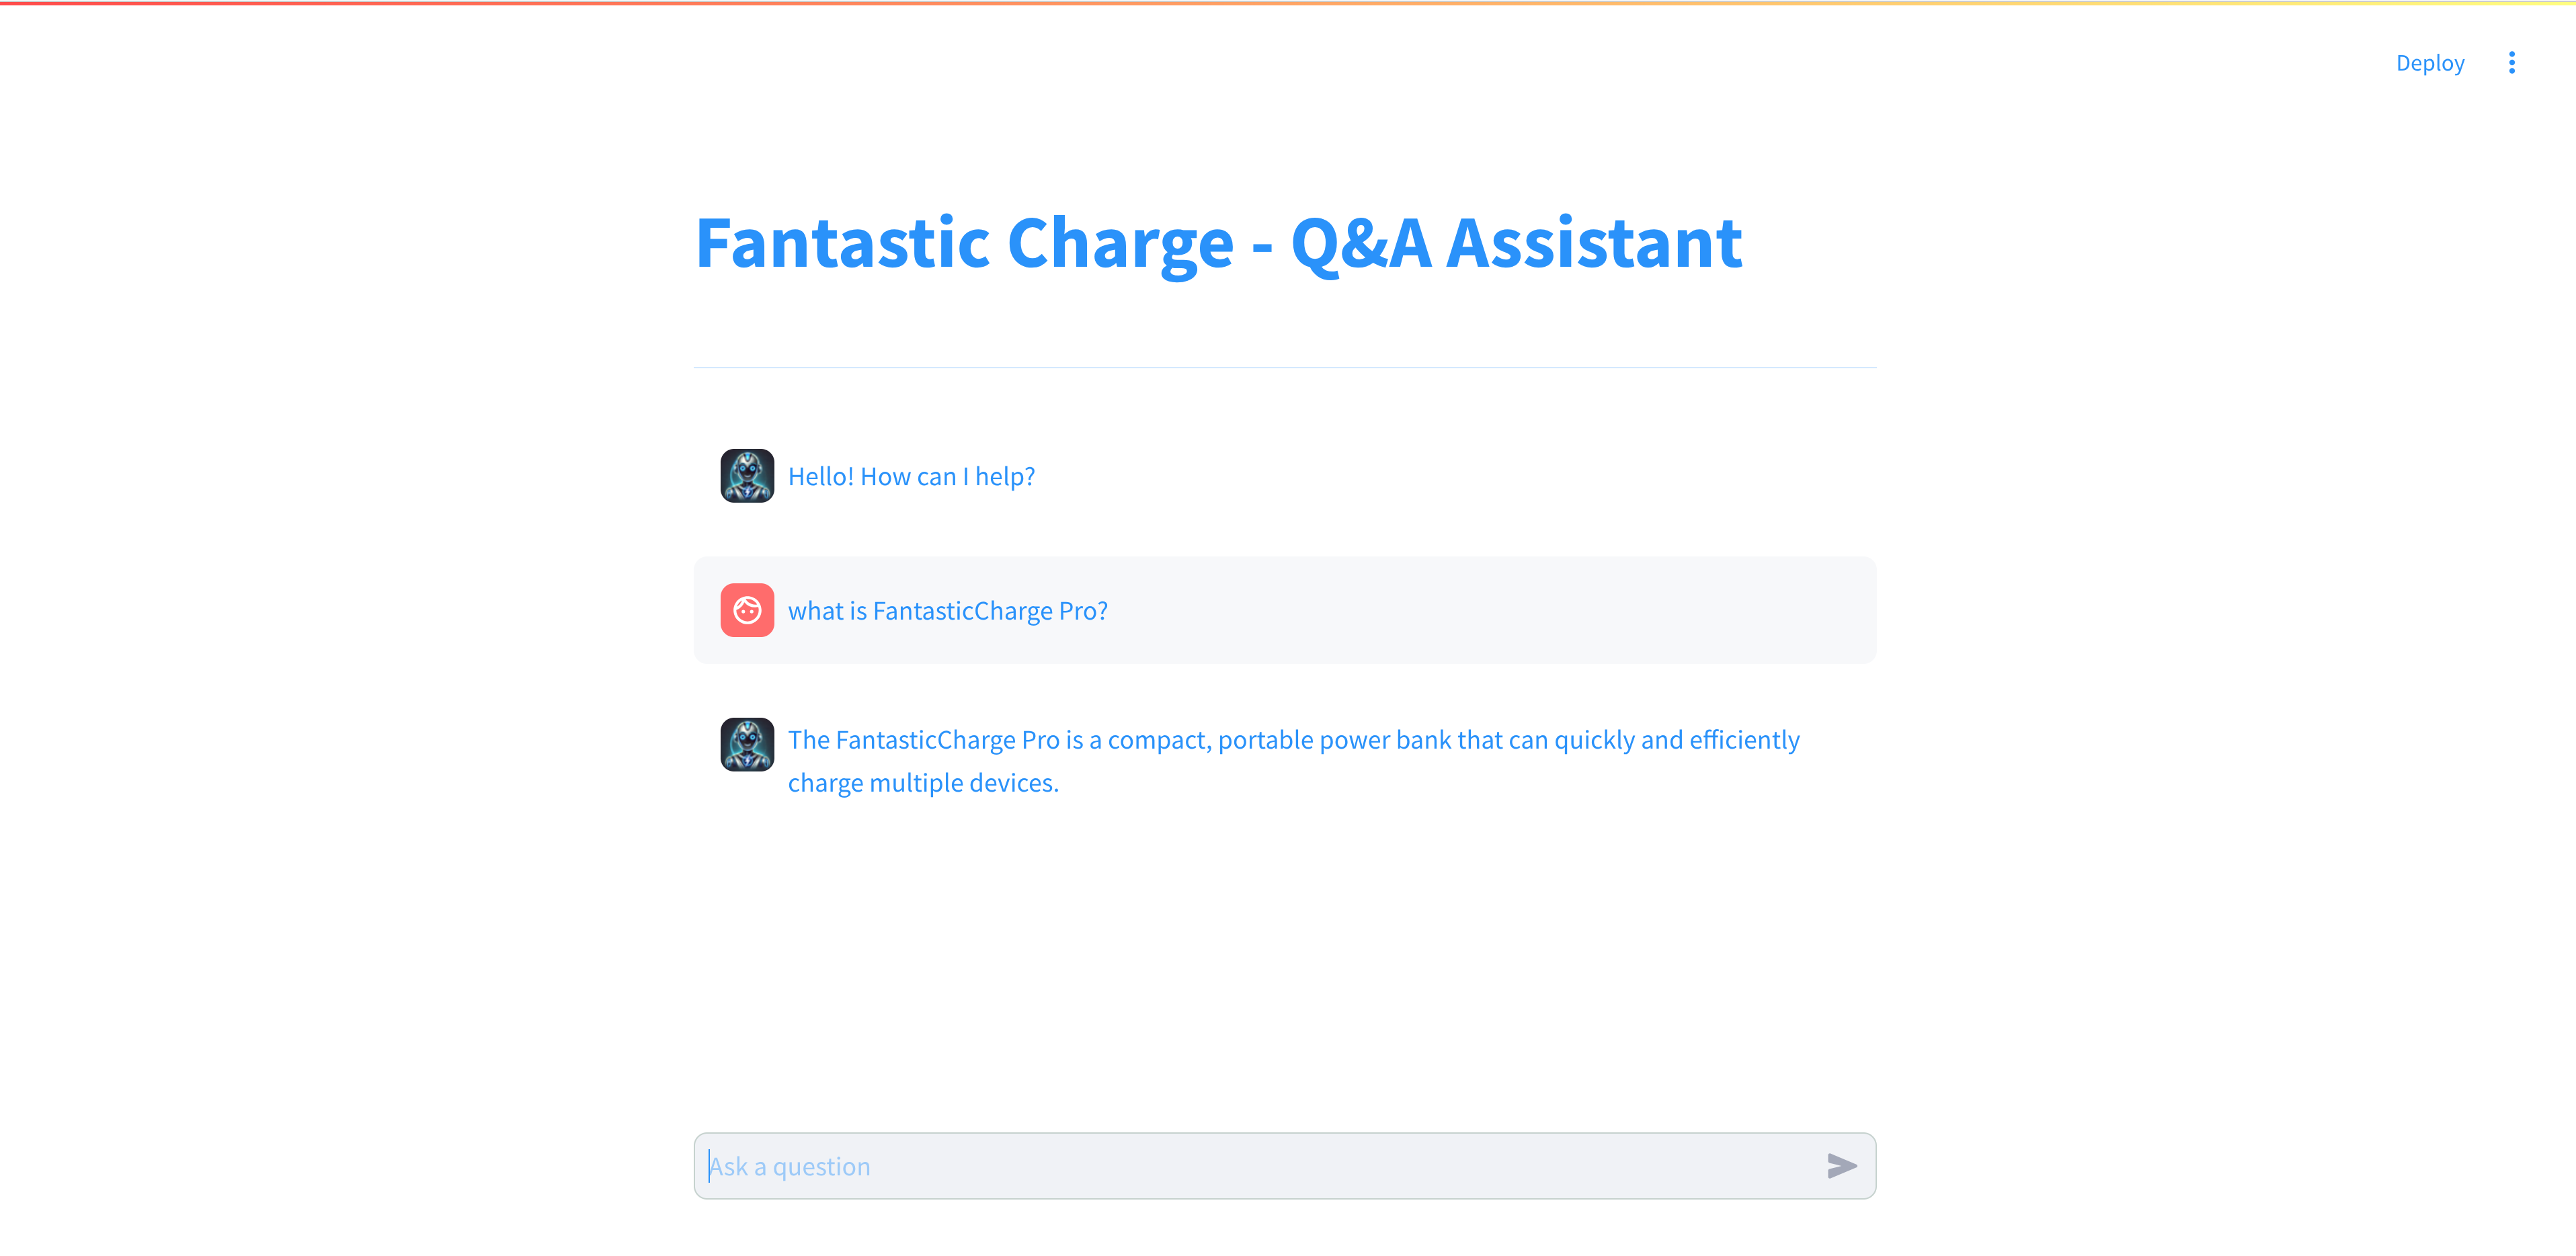 Deploy
Fantastic Charge - Q&A Assistant
Hello! How can I help?
what is FantasticCharge Pro?
The FantasticCharge Pro is a compact, portable power bank that can quickly and efficiently
charge multiple devices.
Ask a question